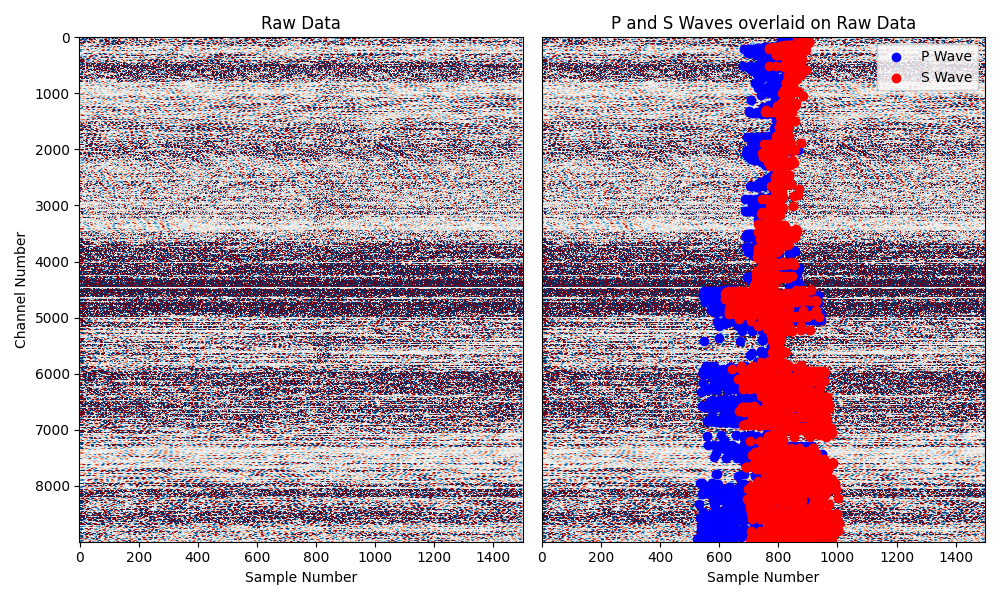 Raw Data
P and S Waves overlaid on Raw Data
P Wave
S Wave
Channel Number
0
1000
2000
3000
4000
5000
6000
7000
8000
0 200 400 600 800 1000 1200 1400
0 200 400 600 800 1000 1200 1400
Sample Number
Sample Number